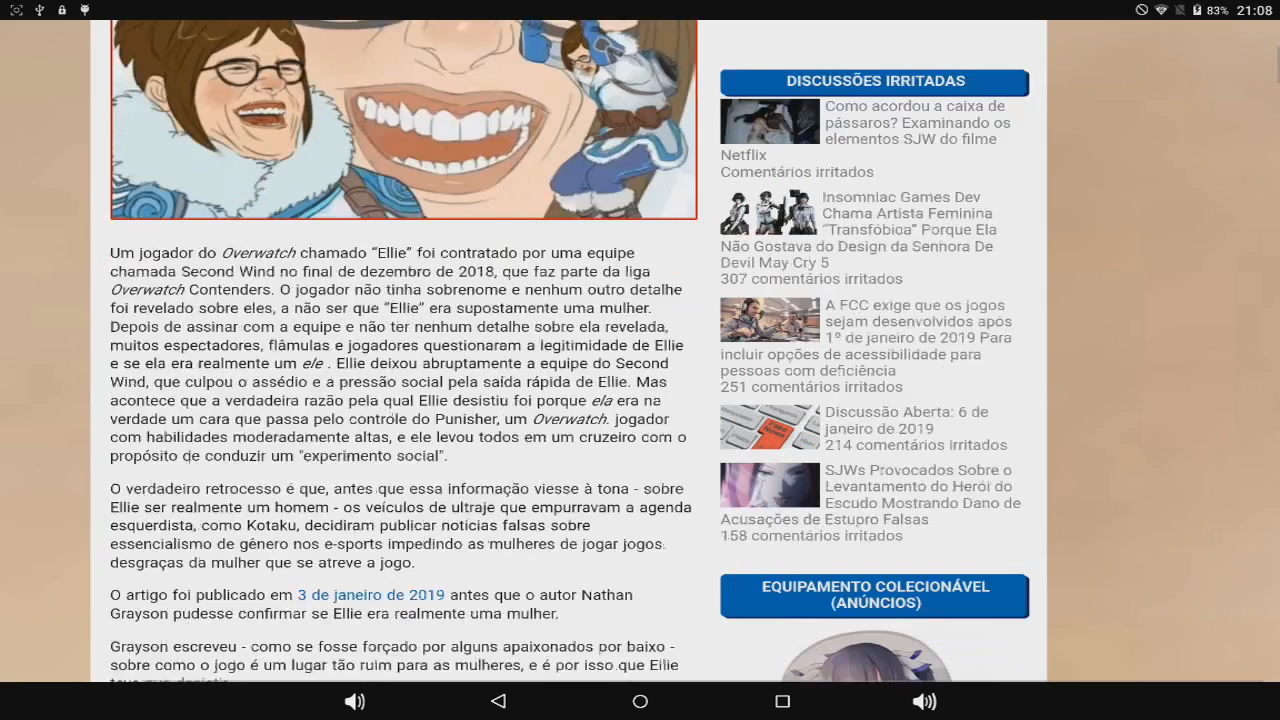 83% 21:08
Um jogador do Overwatch chamado “Ellie” foi contratado por uma equipe
chamada Second Wind no final de dezembro de 2018, que faz parte da liga
Overwatch Contenders. O jogador não tinha sobrenome e nenhum outro detalhe
foi revelado sobre eles, a não ser que “Ellie” era supostamente uma mulher.
Depois de assinar com a equipe e não ter nenhum detalhe sobre ela revelada,
muitos espectadores, flâmulas e jogadores questionaram a legitimidade de Ellie
e se ela era realmente um ele . Ellie deixou abruptamente a equipe do Second
Wind, que culpou o assédio e a pressão social pela saída rápida de Ellie. Mas
acontece que a verdadeira razão pela qual Ellie desistiu foi porque ela era na
verdade um cara que passa pelo controle do Punisher, um Overwatch. jogador
com habilidades moderadamente altas, e ele levou todos em um cruzeiro com o
propósito de conduzir um "experimento social".
O verdadeiro retrocesso é que, antes que essa informação viesse à tona - sobre
Ellie ser realmente um homem - os veículos de ultraje que empurravam a agenda
esquerdista, como Kotaku, decidiram publicar notícias falsas sobre
essencialismo de gênero nos e-sports impedindo as mulheres de jogar jogos.
desgraças da mulher que se atreve a jogo.
O artigo foi publicado em 3 de janeiro de 2019 antes que o autor Nathan
Grayson pudesse confirmar se Ellie era realmente uma mulher.
Grayson escreveu - como se fosse forçado por alguns apaixonados por baixo -
sobre como o jogo é um lugar tão ruim para as mulheres, e é por isso que Ellie
DISCUSSÕES IRRITADAS
Como acordou a caixa de
pássaros? Examinando os
elementos SJW do filme
Netflix
Comentários irritados
Insomniac Games Dev
Chama Artista Feminina
“Transfóbica” Porque Ela
Não Gostava do Design da Senhora De
Devil May Cry 5
307 comentários irritados
A FCC exige que os jogos
sejam desenvolvidos após
1º de janeiro de 2019 Para
incluir opções de acessibilidade para
pessoas com deficiência
251 comentários irritados
Discussão Aberta: 6 de
janeiro de 2019
214 comentários irritados
SJWs Provocados Sobre o
Levantamento do Herói do
Escudo Mostrando Dano de
Acusações de Estupro Falsas
158 comentários irritados
EQUIPAMENTO COLECIONÁVEL
(ANÚNCIOS)